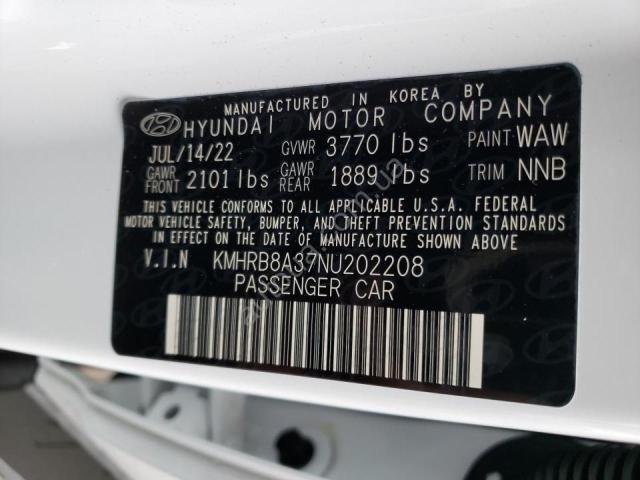 MANUFACTURED IN KOREA BY
HYUNDAI MOTOR COMPANY
JUL/14/22 GVWR 3770 lbs PAINT WAW
GAWR FRONT 2101 lbs GAWR REAR 1889 lbs TRIM NNB
THIS VEHICLE CONFORMS TO ALL APPLICABLE U.S.A. FEDERAL
MOTOR VEHICLE SAFETY, BUMPER, AND THEFT PREVENTION STANDARDS
IN EFFECT ON THE DATE OF MANUFACTURE SHOWN ABOVE.
V.I.N KMHRB8A37NU202208
PASSENGER CAR